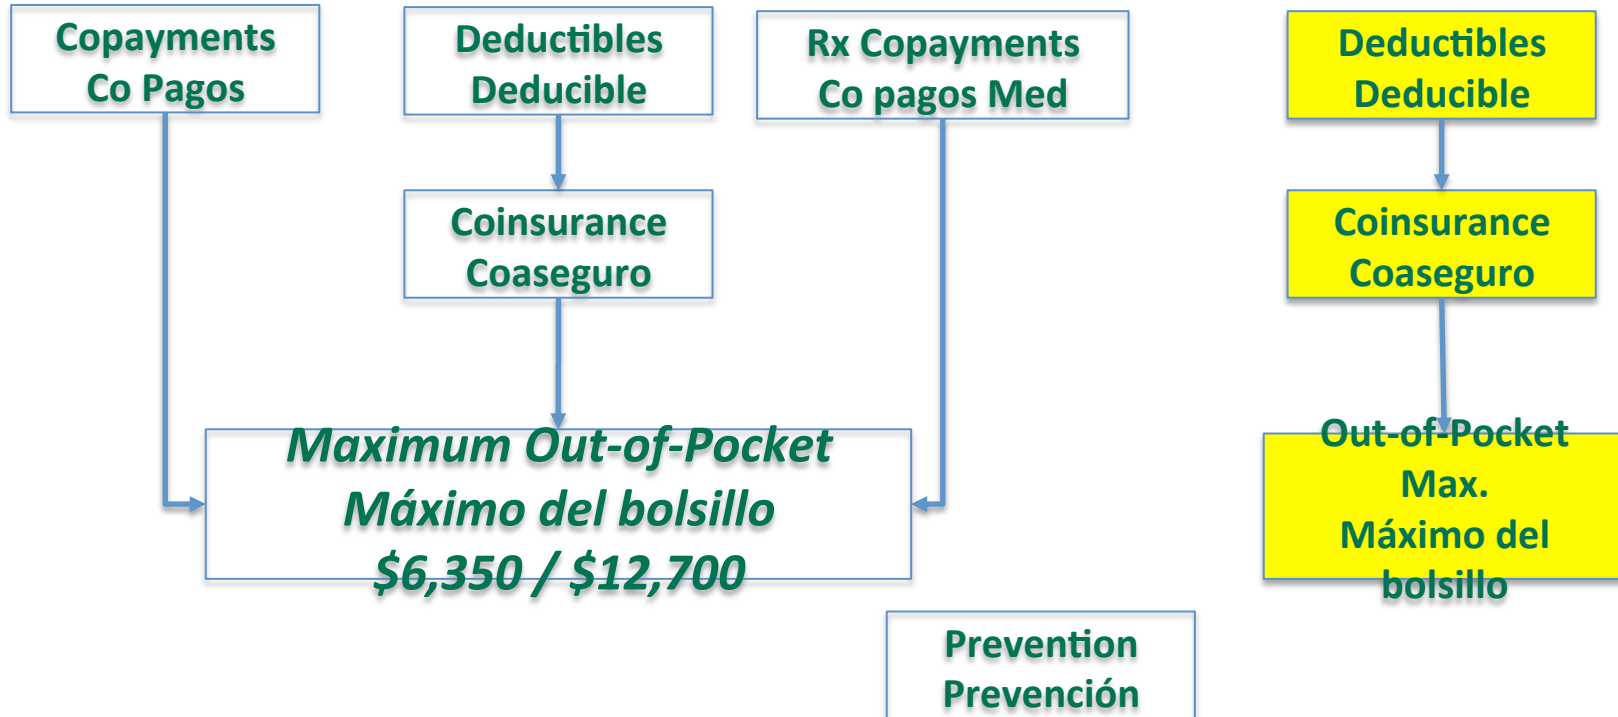 Copayments
Co Pagos
Deductibles
Deducible
Rx Copayments
Co pagos Med
Deductibles
Deducible
Coinsurance
Coaseguro
Coinsurance
Coaseguro
Maximum Out-of-Pocket
Máximo del bolsillo
$6,350 / $12,700
Out-of-Pocket
Max.
Máximo del
bolsillo
Prevention
Prevención